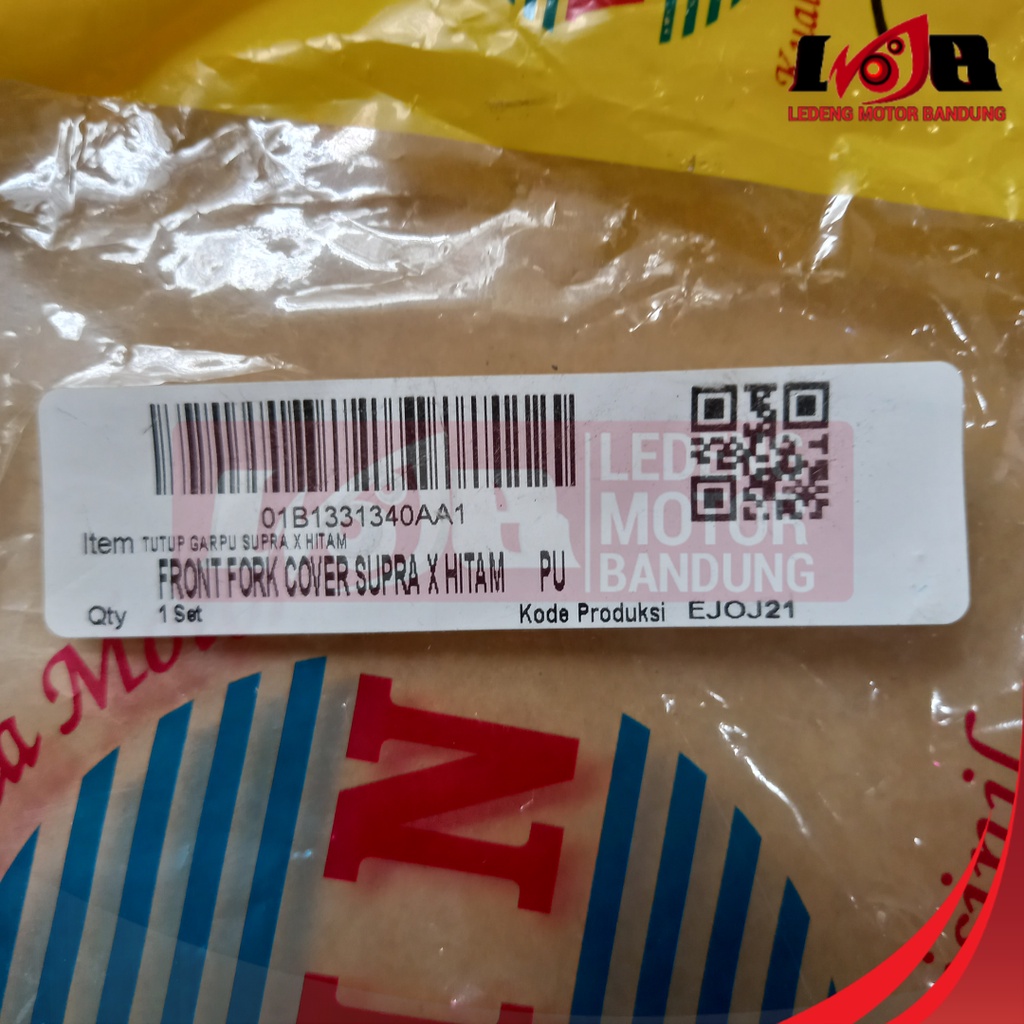 LMB
LEDENG MOTOR BANDUNG
01B1331340AA1
Item TUTUP GARPU SUPRA X HITAM
FRONT FORK COVER SUPRA X HITAM PU
Qty 1 Set
Kode Produksi EJOJ21
LEDENG
MOTOR
BANDUNG
N